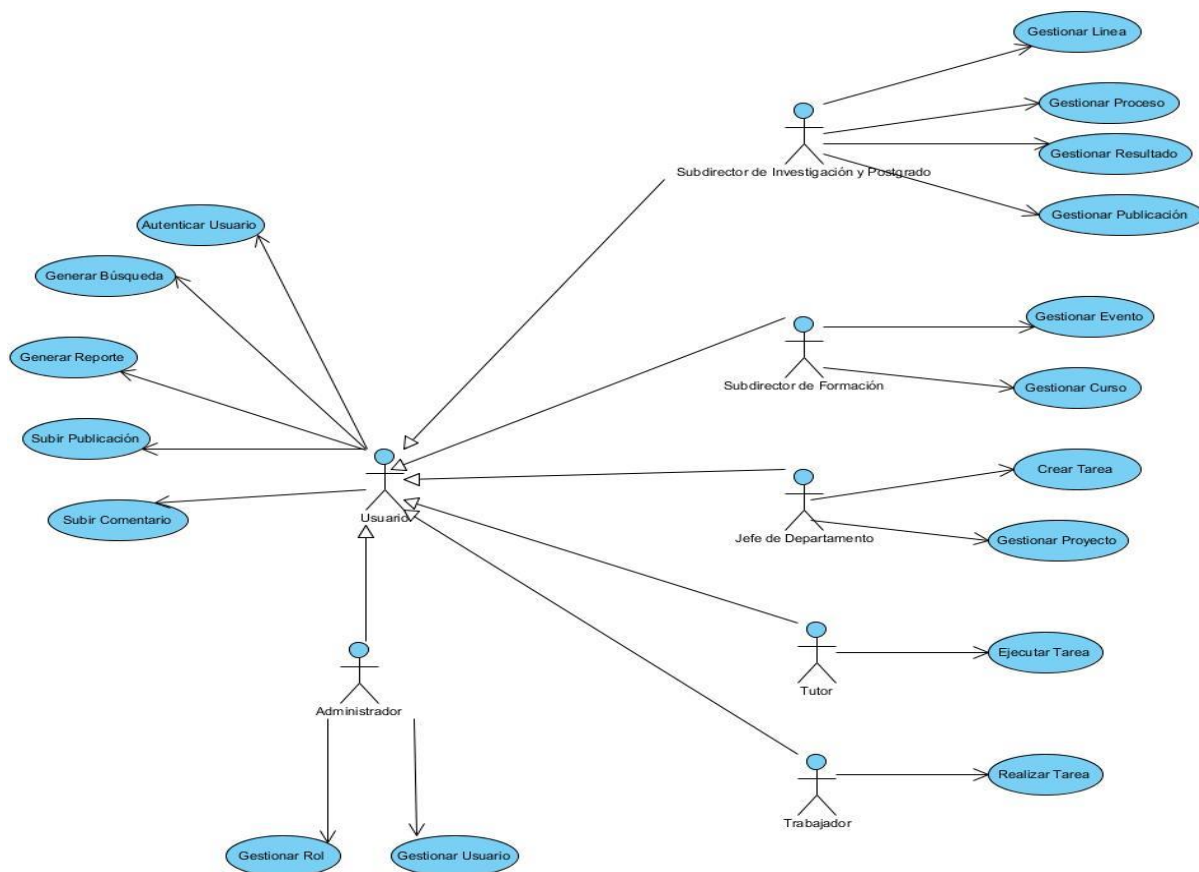 Gestionar Linea
Gestionar Proceso
Gestionar Resultado
Subdirector de Investigación y Postgrado
Gestionar Publicación
Autenticar Usuario
Generar Búsqueda
Gestionar Evento
Generar Reporte
Subdirector de Formación
Gestionar Curso
Subir Publicación
Crear Tarea
Subir Comentario
Usuario
Jefe de Departamento
Gestionar Proyecto
Ejecutar Tarea
Tutor
Administrador
Realizar Tarea
Trabajador
Gestionar Rol
Gestionar Usuario